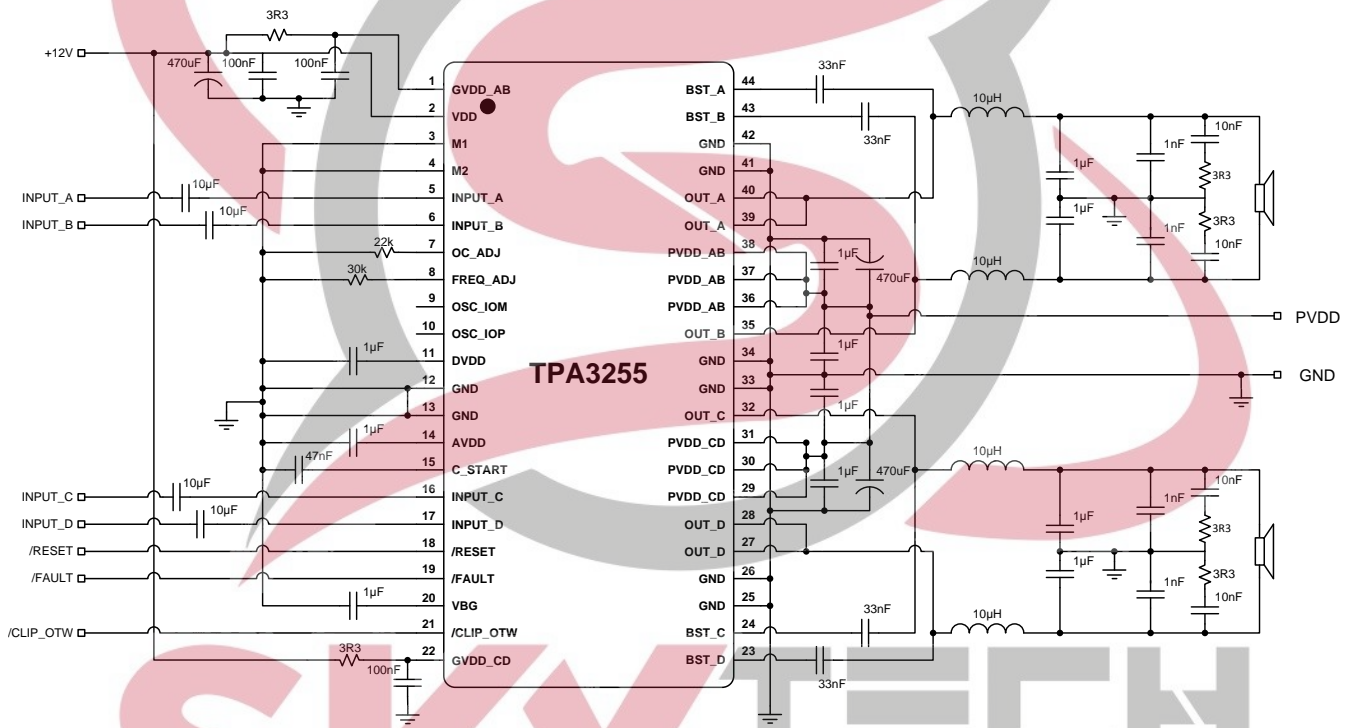 3R3
+12V
470uF
100nF
100nF
33nF
1 GVDD_AB
BST_A 44
2 VDD
BST_B 43
33nF
10µH
3 M1
GND 42
4 M2
GND 41
INPUT_A
10µF
5 INPUT_A
OUT_A 40
INPUT_B
10µF
6 INPUT_B
OUT_A 39
22k
7 OC_ADJ
PVDD_AB 38
30k
8 FREQ_ADJ
PVDD_AB 37
9 OSC_IOM
PVDD_AB 36
10 OSC_IOP
OUT_B 35
1µF
11 DVDD
GND 34
12 GND
GND 33
13 GND
OUT_C 32
1µF
14 AVDD
PVDD_CD 31
47nF
15 C_START
PVDD_CD 30
INPUT_C
10µF
16 INPUT_C
PVDD_CD 29
INPUT_D
10µF
17 INPUT_D
OUT_D 28
/RESET
18 /RESET
OUT_D 27
/FAULT
19 /FAULT
GND 26
1µF
20 VBG
GND 25
/CLIP_OTW
21 /CLIP_OTW
BST_C 24
3R3
100nF
22 GVDD_CD
BST_D 23
TPA3255
1µF
470uF
1µF
1µF
1µF
470uF
33nF
33nF
10nF
1nF
1µF
3R3
1µF
3R3
1nF
10nF
10µH
PVDD
GND
10µH
10nF
1nF
1µF
3R3
1µF
3R3
1nF
10nF
10µH
SKYTECH